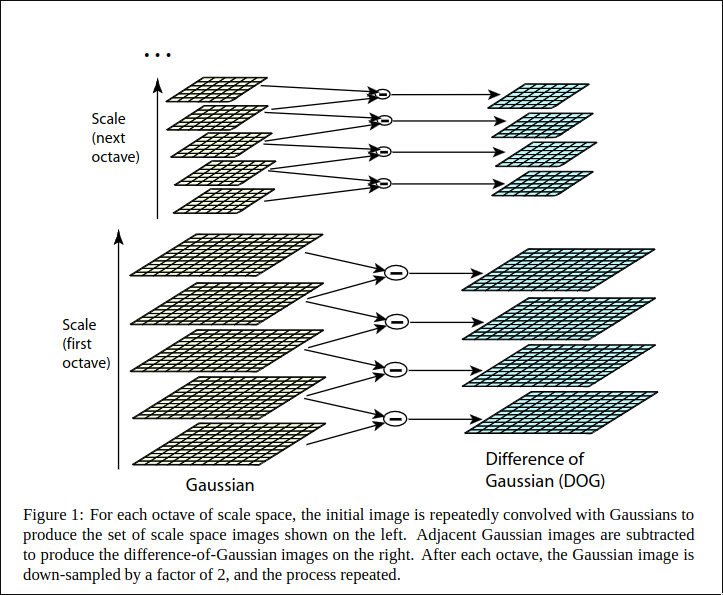 ...
Scale
(next
octave)
Scale
(first
octave)
Gaussian
Difference of
Gaussian (DOG)
Figure 1: For each octave of scale space, the initial image is repeatedly convolved with Gaussians to
produce the set of scale space images shown on the left. Adjacent Gaussian images are subtracted
to produce the difference-of-Gaussian images on the right. After each octave, the Gaussian image is
down-sampled by a factor of 2, and the process repeated.